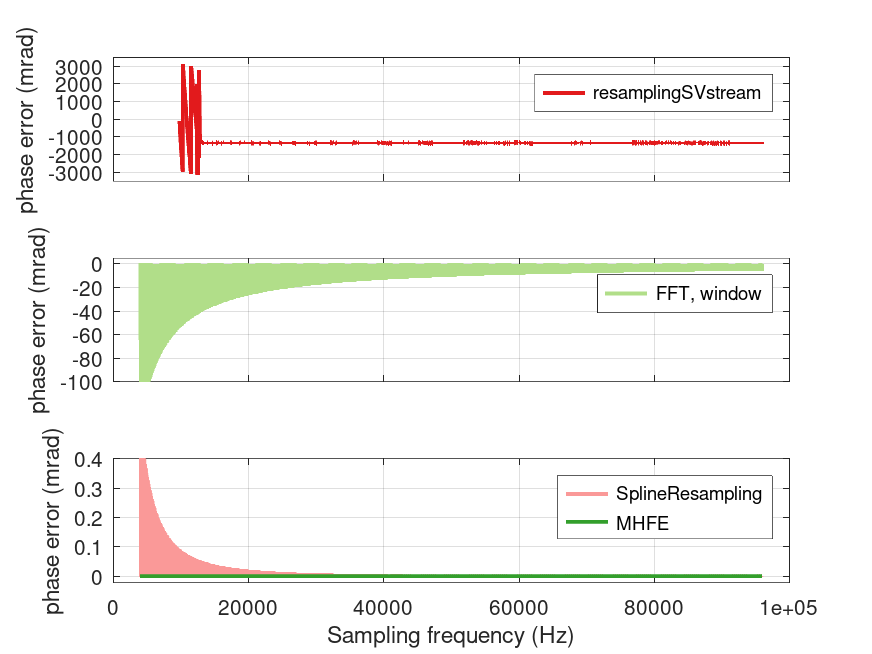 phase error (mrad)
3000
2000
1000
0
-1000
-2000
-3000
resamplingSVstream
phase error (mrad)
0
-20
-40
-60
-80
-100
FFT, window
phase error (mrad)
0.4
0.3
0.2
0.1
0
SplineResampling
MHFE
0 20000 40000 60000 80000 1e+05
Sampling frequency (Hz)